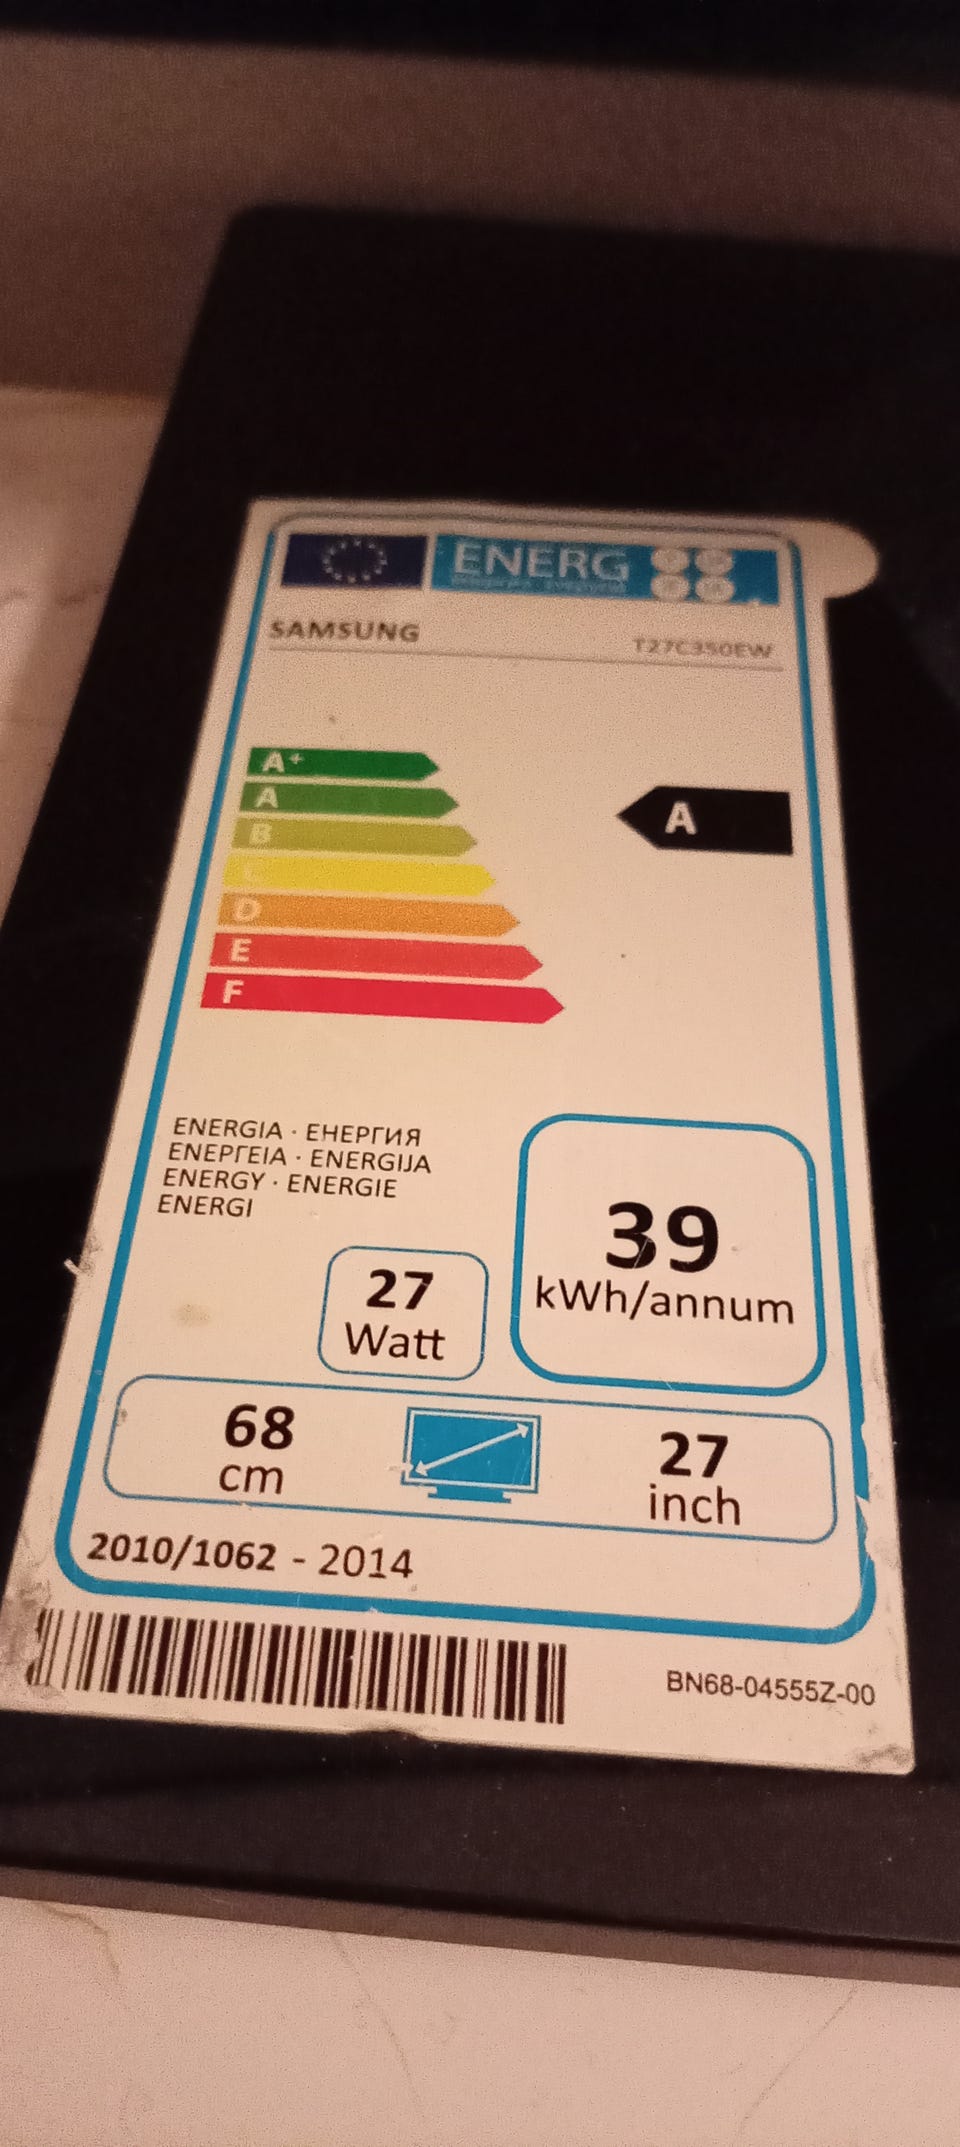 ENERG
SAMSUNG
T27C350EW
A+
A
B
D
E
F
A
ENERGIA · ЕНЕРГИЯ
ΕΝΕΡΓΕΙΑ · ENERGIJA
ENERGY · ENERGIE
ENERGI
39
kWh/annum
27
Watt
68
cm
27
inch
2010/1062 - 2014
BN68-04555Z-00